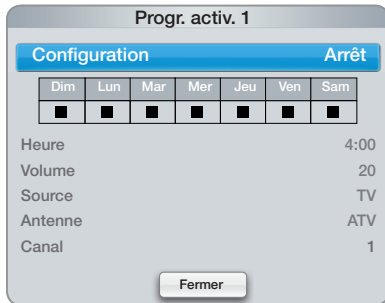 Progr. activ. 1
Configuration Arrêt
Dim Lun Mar Mer Jeu Ven Sam
Heure 4:00
Volume 20
Source TV
Antenne ATV
Canal 1
Fermer